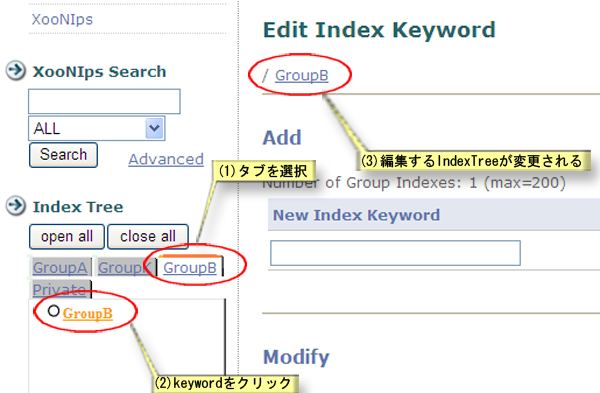 XooNIps
XooNIps Search
ALL
Search
Advanced
(1)タブを選択
Index Tree
open all
close all
GroupA
GroupB
Private
GroupB
(2)keywordをクリック
Edit Index Keyword
/ GroupB
(3)編集するIndexTreeが変更される
Add
Number of Group Indexes: 1 (max=200)
New Index Keyword
Modify